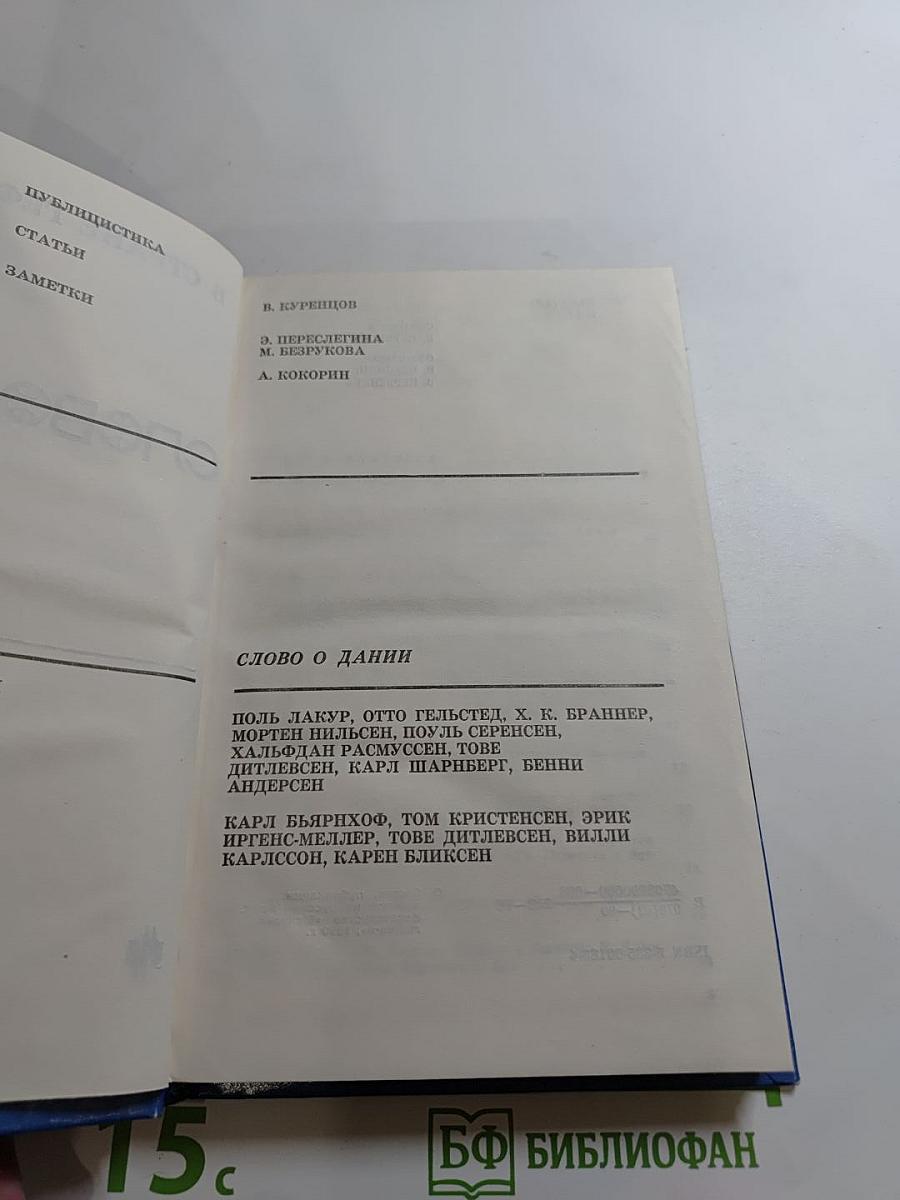 ПУБЛИЦИСТИКА
СТАТЬИ
ЗАМЕТКИ
В. КУРЕНЦОВ
Э. ПЕРЕСЛЕГИНА
М. БЕЗРУКОВА
А. КОКОРИН
СЛОВО О ДАНИИ
ПОЛЬ ЛАКУР, ОТТО ГЕЛЬСТЕД, Х. К. БРАННЕР,
МОРТЕН НИЛЬСЕН, ПОУЛЬ СЕРЕНСЕН,
ХАЛЬФДАН РАСМУССЕН, ТОВЕ
ДИТЛЕВСЕН, КАРЛ ШАРНБЕРГ, БЕННИ
АНДЕРСЕН
КАРЛ БЬЯРНХОФ, ТОМ КРИСТЕНСЕН, ЭРИК
ИРГЕНС-МЕЛЛЕР, ТОВЕ ДИТЛЕВСЕН, ВИЛЛИ
КАРЛССОН, КАРЕН БЛИКСЕН
15 с
БФ БИБЛИОФАН